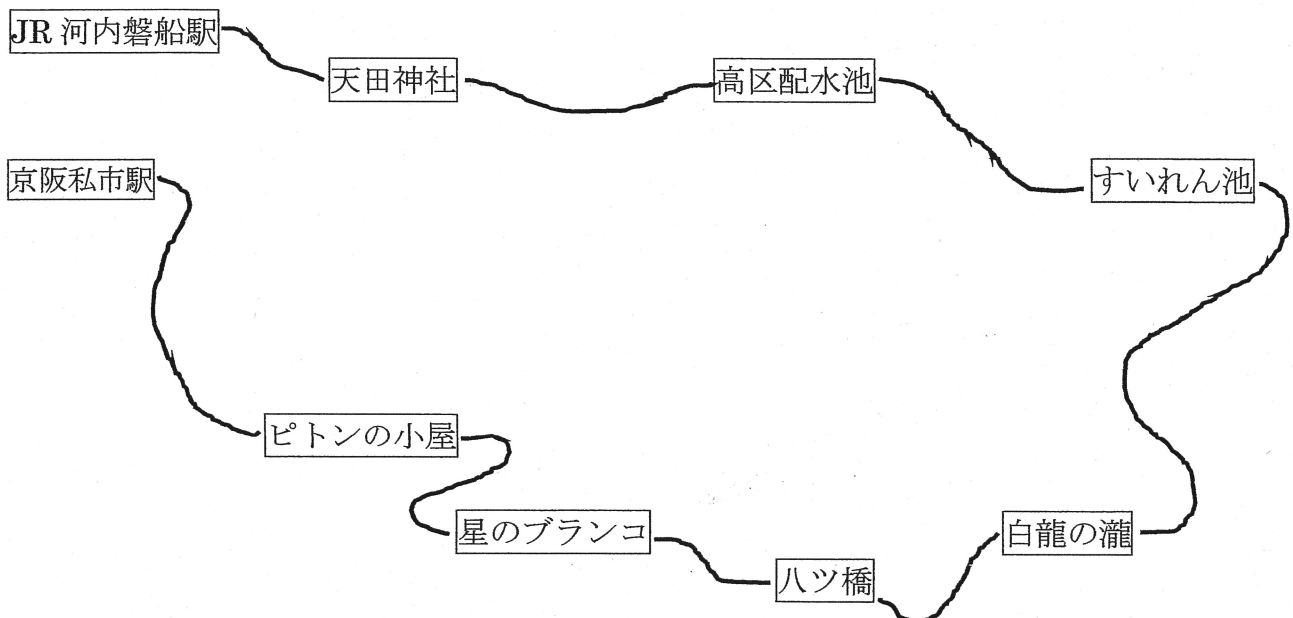 JR 河内磐船駅
天田神社
高区配水池
すいれん池
京阪私市駅
ピトンの小屋
星のブランコ
八ツ橋
白龍の瀧